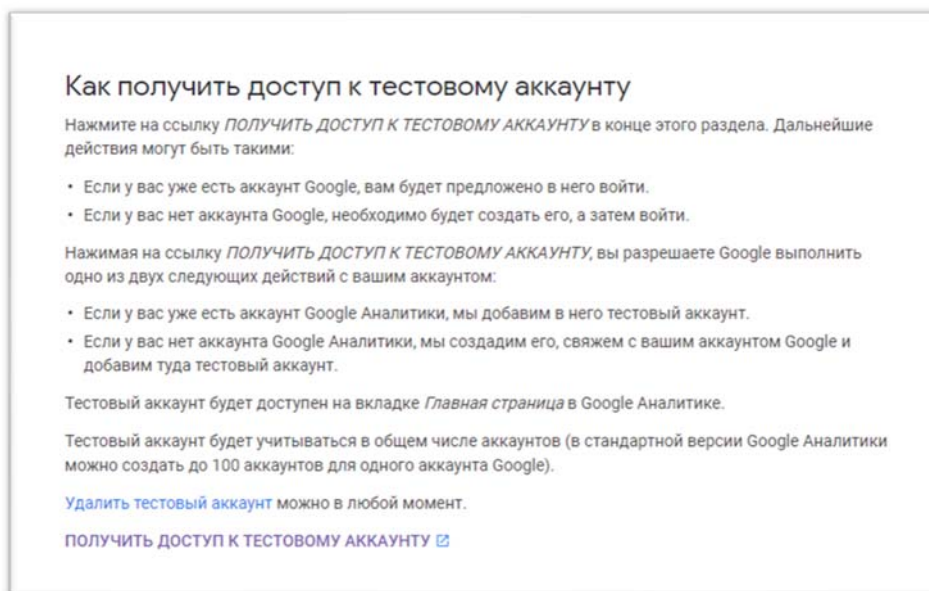 Как получить доступ к тестовому аккаунту
Нажмите на ссылку ПОЛУЧИТЬ ДОСТУП К ТЕСТОВОМУ АККАУНТУ в конце этого раздела. Дальнейшие
действия могут быть такими:
• Если у вас уже есть аккаунт Google, вам будет предложено в него войти.
• Если у вас нет аккаунта Google, необходимо будет создать его, а затем войти.
Нажимая на ссылку ПОЛУЧИТЬ ДОСТУП К ТЕСТОВОМУ АККАУНТУ, вы разрешаете Google выполнить
одно из двух следующих действий с вашим аккаунтом:
• Если у вас уже есть аккаунт Google Аналитики, мы добавим в него тестовый аккаунт.
• Если у вас нет аккаунта Google Аналитики, мы создадим его, свяжем с вашим аккаунтом Google и
добавим туда тестовый аккаунт.
Тестовый аккаунт будет доступен на вкладке Главная страница в Google Аналитике.
Тестовый аккаунт будет учитываться в общем числе аккаунтов (в стандартной версии Google Аналитики
можно создать до 100 аккаунтов для одного аккаунта Google).
Удалить тестовый аккаунт можно в любой момент.
ПОЛУЧИТЬ ДОСТУП К ТЕСТОВОМУ АККАУНТУ